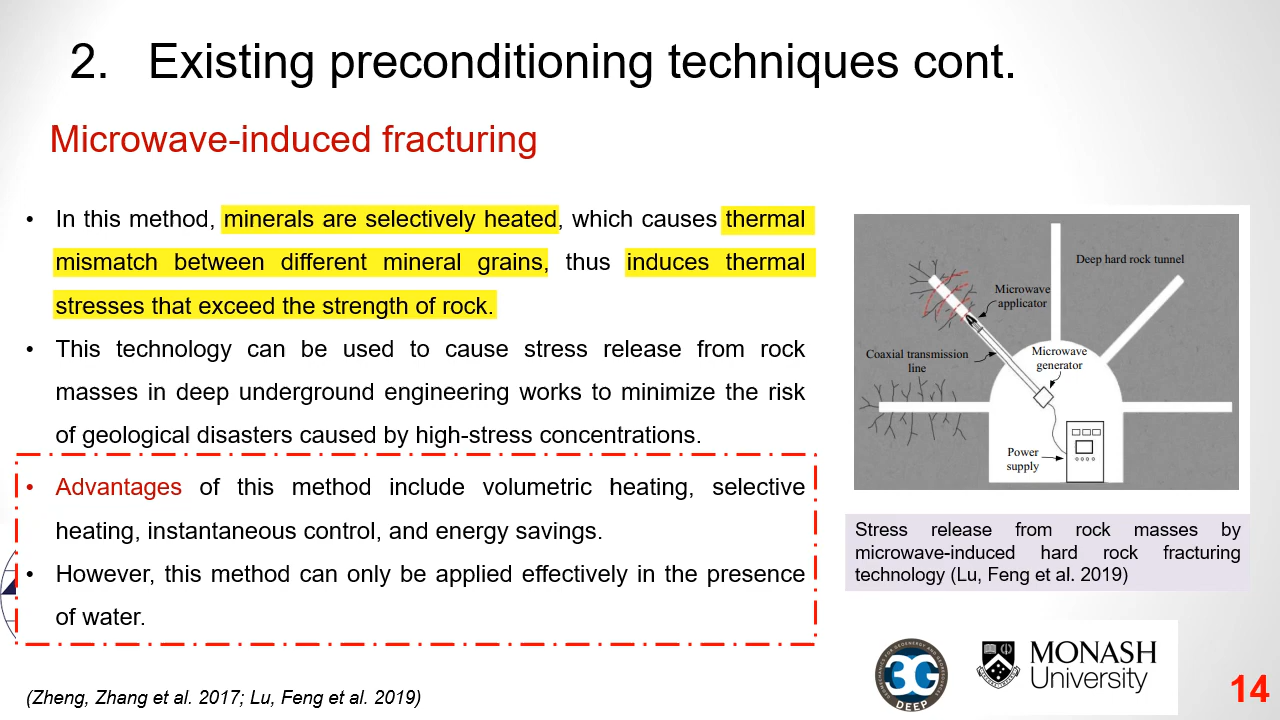 2. Existing preconditioning techniques cont.
Microwave-induced fracturing
• In this method, minerals are selectively heated, which causes thermal
mismatch between different mineral grains, thus induces thermal
stresses that exceed the strength of rock.
• This technology can be used to cause stress release from rock
masses in deep underground engineering works to minimize the risk
of geological disasters caused by high-stress concentrations.
• Advantages of this method include volumetric heating, selective
heating, instantaneous control, and energy savings.
• However, this method can only be applied effectively in the presence
of water.
(Zheng, Zhang et al. 2017; Lu, Feng et al. 2019)
Deep hard rock tunnel
Microwave
applicator
Coaxial transmission
line
Microwave
generator
Power
supply
Stress release from rock masses by
microwave-induced hard rock fracturing
technology (Lu, Feng et al. 2019)
3G
DEEP
MONASH
University
14